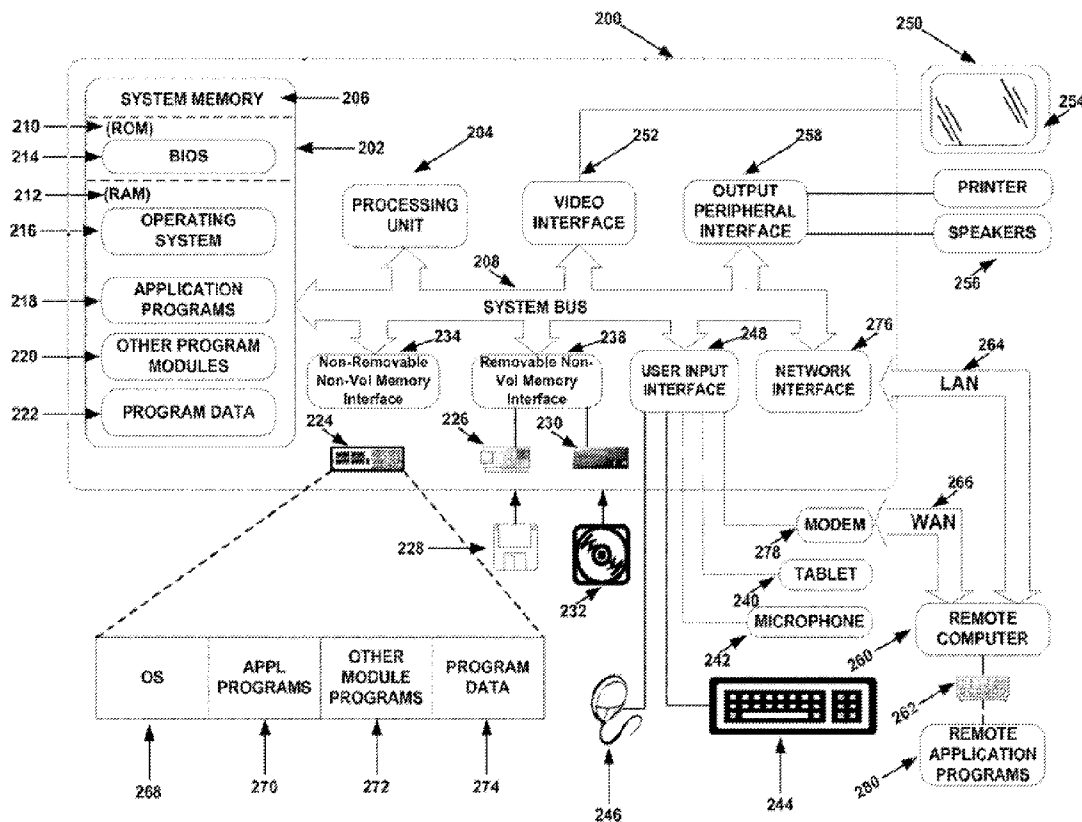 200
250
SYSTEM MEMORY
206
254
210
(ROM)
204
252
258
214
BIOS
202
212
(RAM)
PROCESSING
UNIT
VIDEO
INTERFACE
OUTPUT
PERIPHERAL
INTERFACE
PRINTER
216
OPERATING
SYSTEM
SPEAKERS
208
256
218
APPLICATION
PROGRAMS
SYSTEM BUS
234
238
248
276
220
OTHER PROGRAM
MODULES
Non-Removable
Non-Vol Memory
Interface
Removable Non-
Vol Memory
Interface
USER INPUT
INTERFACE
NETWORK
INTERFACE
264
LAN
222
PROGRAM DATA
224
226
230
266
MODEM
WAN
228
278
TABLET
232
240
MICROPHONE
242
260
REMOTE
COMPUTER
OS
APPL
PROGRAMS
OTHER
MODULE
PROGRAMS
PROGRAM
DATA
262
REMOTE
APPLICATION
PROGRAMS
280
268
270
272
274
246
244